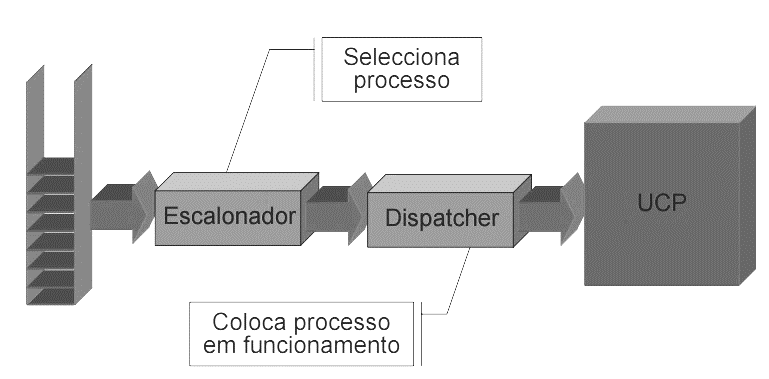 Selecciona
processo
Escalonador
Dispatcher
UCP
Coloca processo
em funcionamento